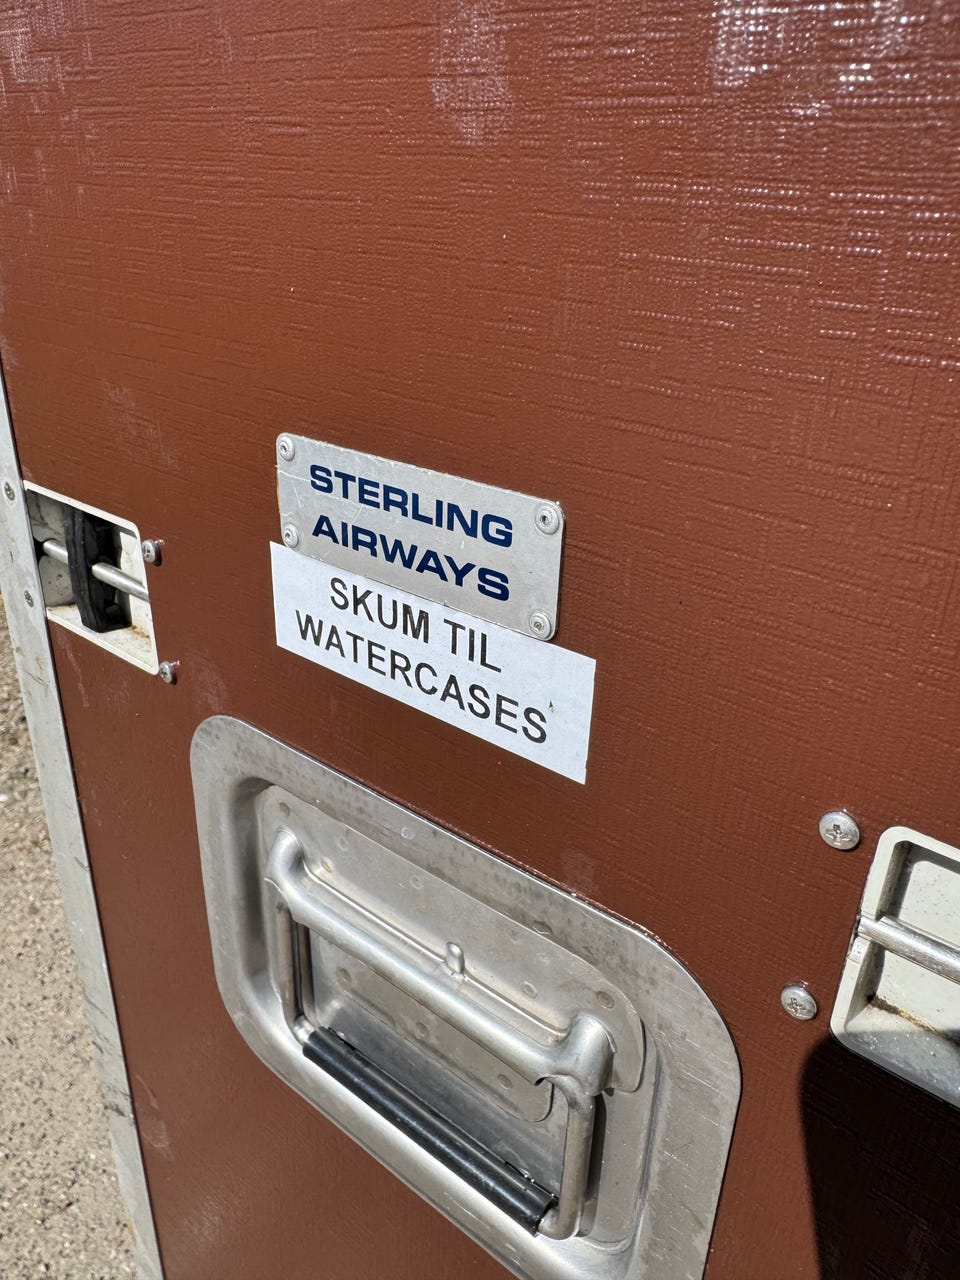 STERLING
AIRWAYS
SKUM TIL
WATERCASES